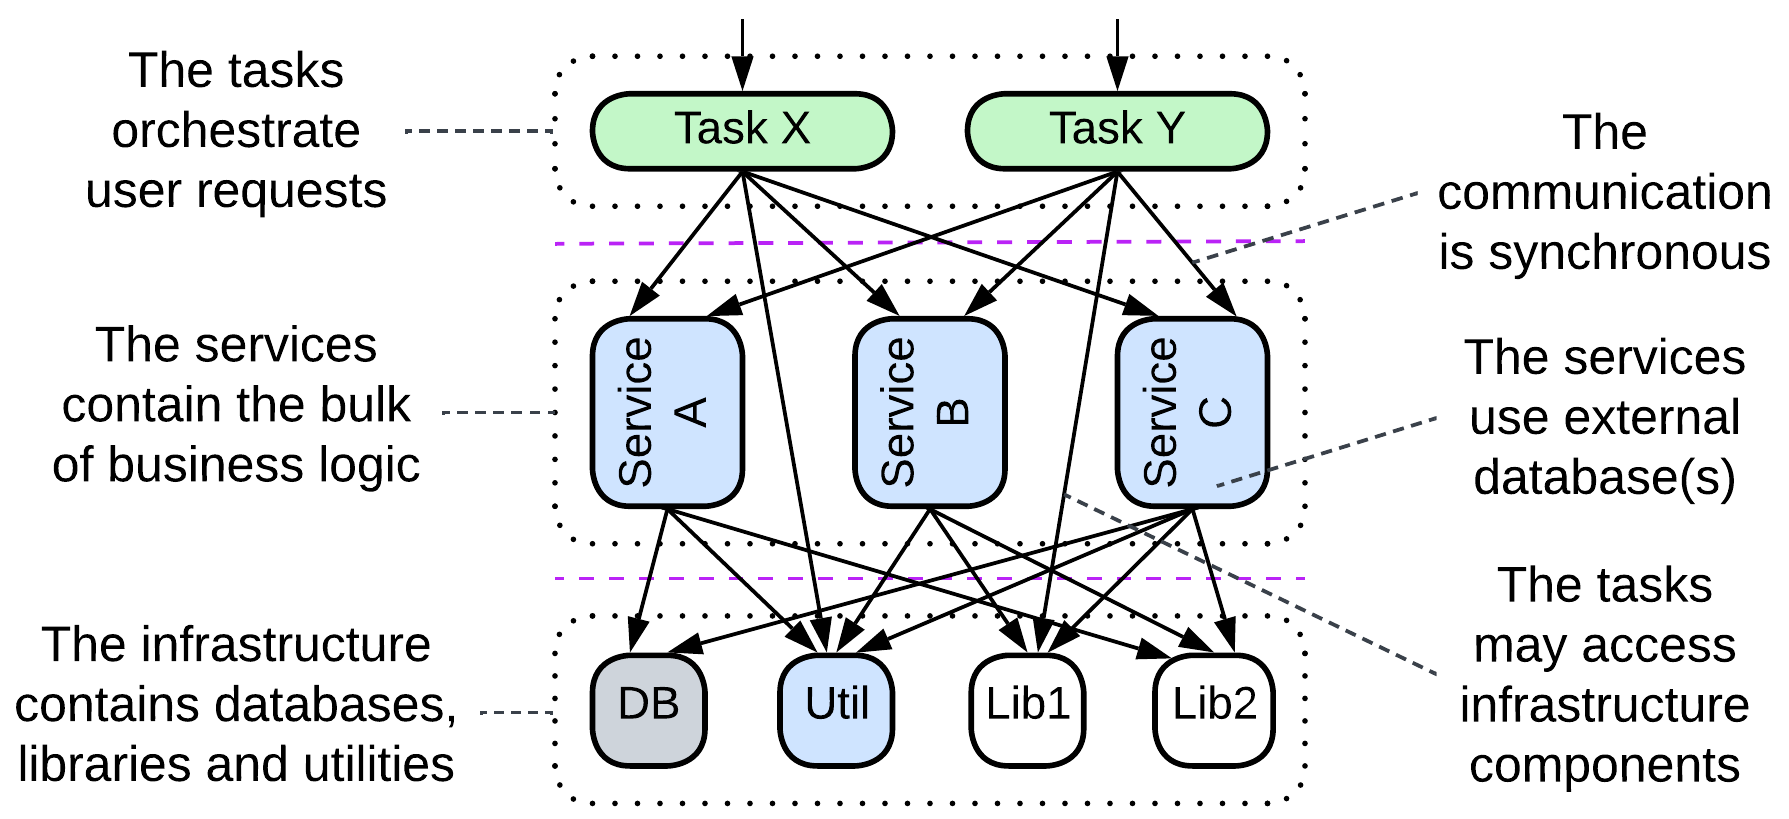 The tasks
orchestrate
user requests
Task X
Task Y
The
communication
is synchronous
The services
contain the bulk
of business logic
Service
A
Service
B
Service
C
The services
use external
database(s)
The infrastructure
contains databases,
libraries and utilities
DB
Util
Lib1
Lib2
The tasks
may access
infrastructure
components